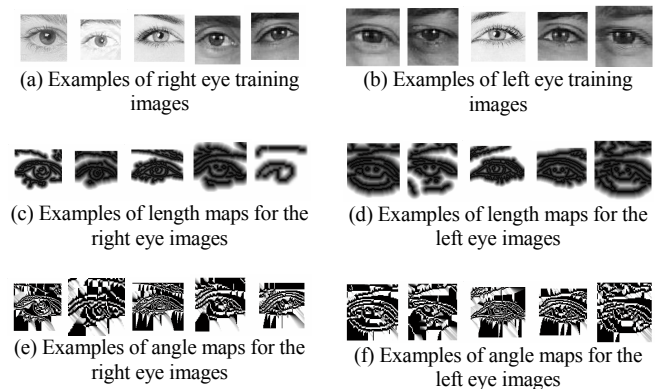 (a) Examples of right eye training
images
(b) Examples of left eye training
images
(c) Examples of length maps for the
right eye images
(d) Examples of length maps for the
left eye images
(e) Examples of angle maps for the
right eye images
(f) Examples of angle maps for the
left eye images